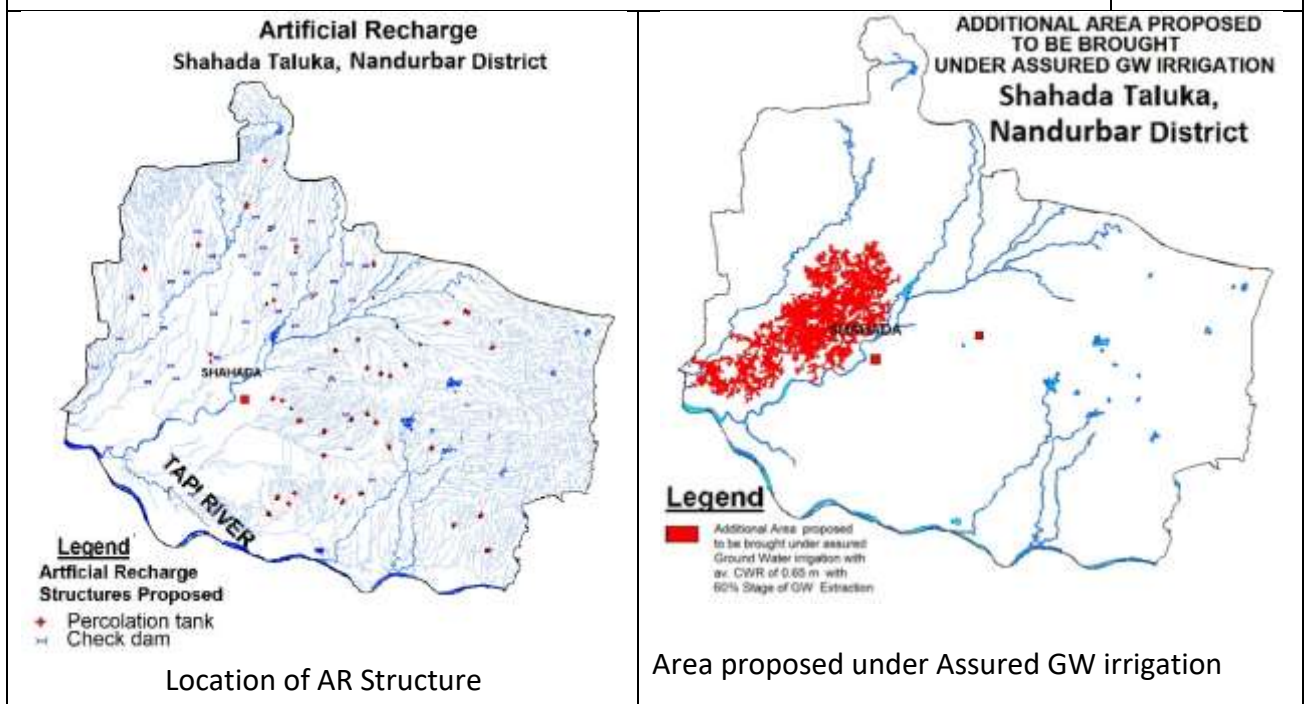 Artificial Recharge
Shahada Taluka, Nandurbar District
SHAHADA
TAPI RIVER
Legend
Artificial Recharge
Structures Proposed
Percolation tank
Check dam
Location of AR Structure
ADDITIONAL AREA PROPOSED
TO BE BROUGHT
UNDER ASSURED GW IRRIGATION
Shahada Taluka,
Nandurbar District
Legend
Additional Area proposed
to be brought under assured
Ground Water irrigation with
av. CWR of 0.65 m with
60% Stage of GW Extraction
Area proposed under Assured GW irrigation